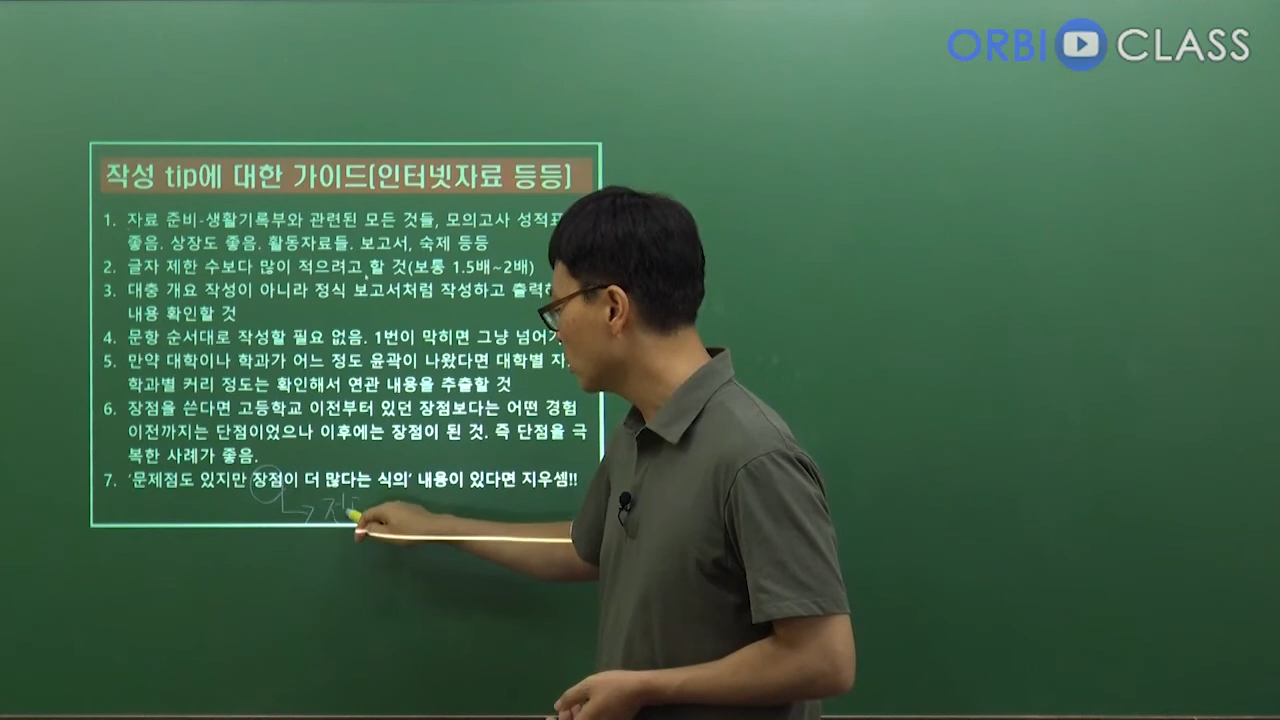 ORBI CLASS
작성 tip에 대한 가이드(인터넷자료 등등)
1. 자료 준비-생활기록부와 관련된 모든 것들, 모의고사 성적표
좋음. 상장도 좋음. 활동자료들. 보고서, 숙제 등등
2. 글자 제한 수보다 많이 적으려고 할 것(보통 1.5배~2배)
3. 대충 개요 작성이 아니라 정식 보고서처럼 작성하고
내용 확인할 것
4. 문항 순서대로 작성할 필요 없음. 1번이 막히면 그냥
5. 만약 대학이나 학과가 어느 정도 윤곽이 나왔다면 대학별
학과별 커리 정도는 확인해서 연관 내용을 추출할 것
6. 장점을 쓴다면 고등학교 이전부터 있던 장점보다는 어떤 경험
이전까지는 단점이었으나 이후에는 장점이 된 것. 즉 단점을 극
복한 사례가 좋음.
7. '문제점도 있지만 장점이 더 많다는 식의' 내용이 있다면 지우셈!!